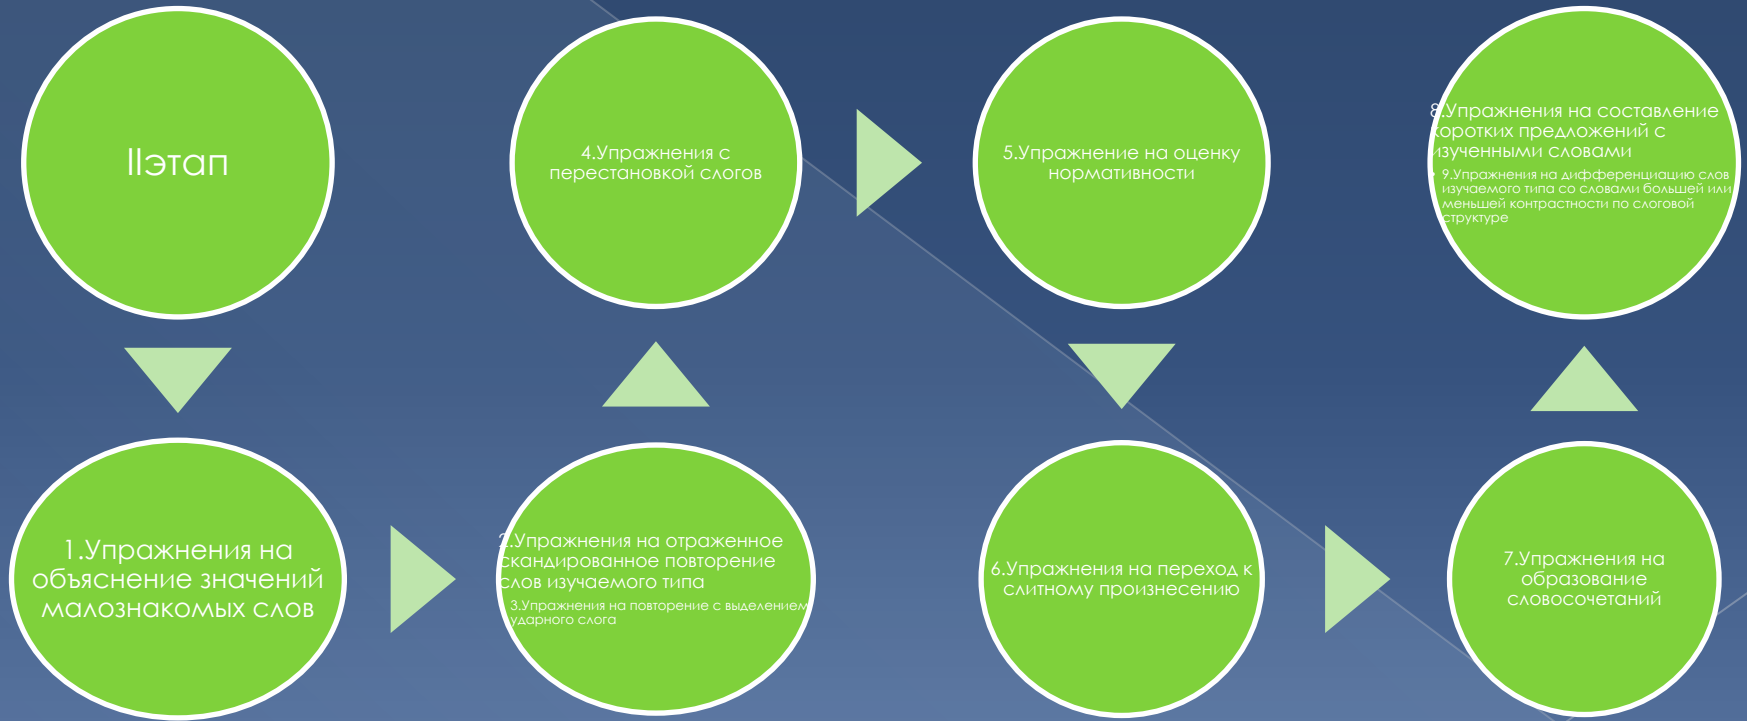 IIэтап
1.Упражнения на
объяснение значений
малознакомых слов
2.Упражнения на отраженное
скандированное повторение
слов изучаемого типа
3.Упражнения на повторение с выделением
ударного слога
4.Упражнения с
перестановкой слогов
5.Упражнение на оценку
нормативности
6.Упражнения на переход к
слитному произнесению
7.Упражнения на
образование
словосочетаний
8.Упражнения на составление
коротких предложений с
изученными словами
• 9.Упражнения на дифференциацию слов
изучаемого типа со словами большей или
меньшей контрастности по слоговой
структуре